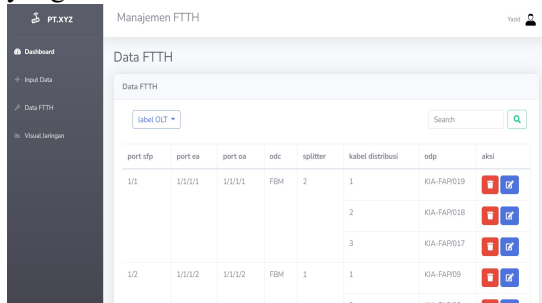 PT.XYZ
Manajemen FTTH
Yazid
Dashboard
Input Data
Data FTTH
Visual Jaringan
Data FTTH
Data FTTH
label OLT
Search
port sfp port ea port oa odc splitter kabel distribusi odp aksi
1/1 1/1/1/1 1/1/1/1 FBM 2 1 KIA-FAP/019
2 KIA-FAP/018
3 KIA-FAP/017
1/2 1/1/1/2 1/1/1/2 FBM 1 1 KIA-FAP/09